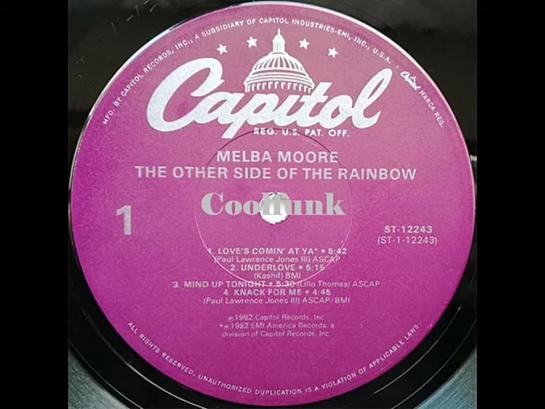 MFD. BY CAPITOL RECORDS, INC., A SUBSIDIARY OF CAPITOL INDUSTRIES-EMI, INC., U.S.A.
Capitol MARCA REG.
Capitol
REG. U.S. PAT. OFF.
MELBA MOORE
THE OTHER SIDE OF THE RAINBOW
Coolfunk
1
ST-12243
(ST-1-12243)
1. LOVE'S COMIN' AT YA* • 5:42
(Paul Lawrence Jones III) ASCAP
2. UNDERLOVE • 5:15
(Kashif) BMI
3. MIND UP TONIGHT • 5:30 (Lillo Thomas) ASCAP
4. KNACK FOR ME • 4:45
(Paul Lawrence Jones III) ASCAP/BMI
℗1982 Capitol Records, Inc.
*℗1982 EMI America Records, a
division of Capitol Records, Inc.
ALL RIGHTS RESERVED. UNAUTHORIZED DUPLICATION IS A VIOLATION OF APPLICABLE LAWS.